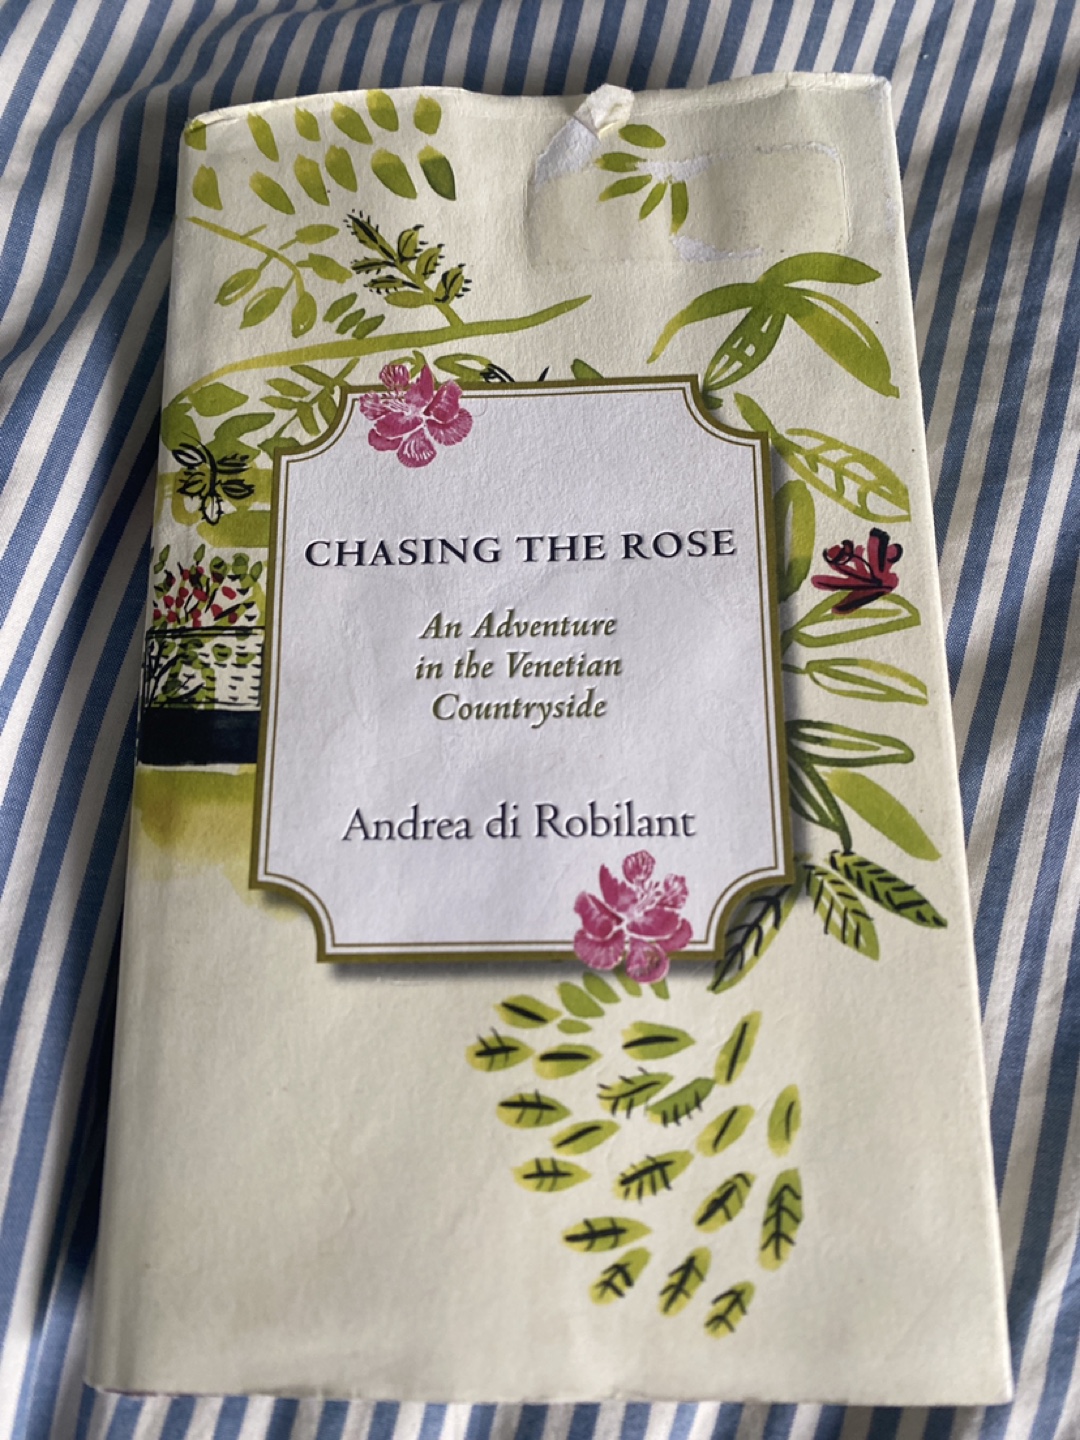 CHASING THE ROSE
An Adventure
in the Venetian
Countryside
Andrea di Robilant